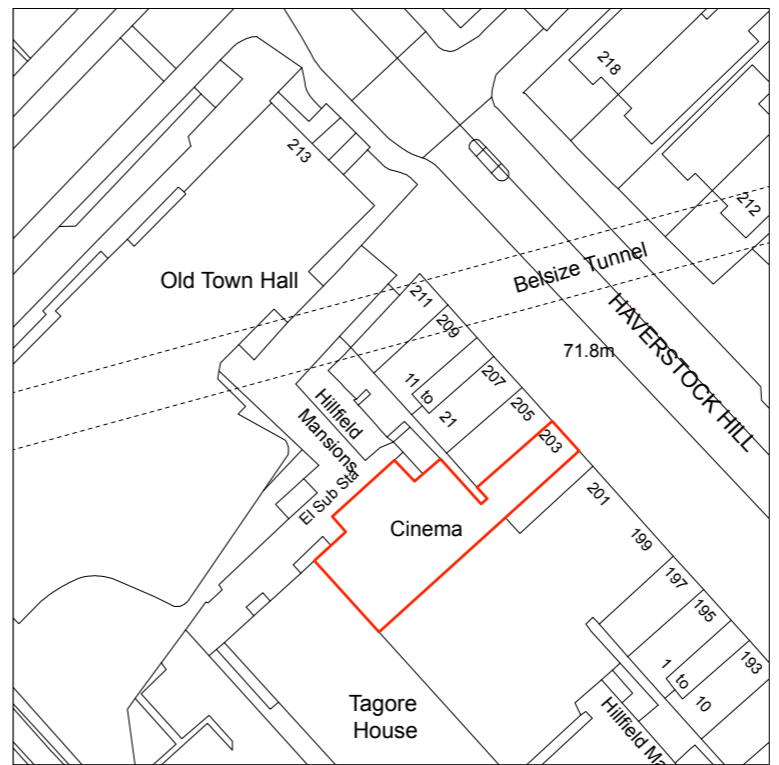 218
213
212
Belsize Tunnel
Old Town Hall
211
209
HAVERSTOCK HILL
71.8m
207
11 to 21
205
Hillfield
Mansions
203
El Sub Sta
201
Cinema
199
197
195
193
1 to 10
Tagore
House
Hillfield Ma